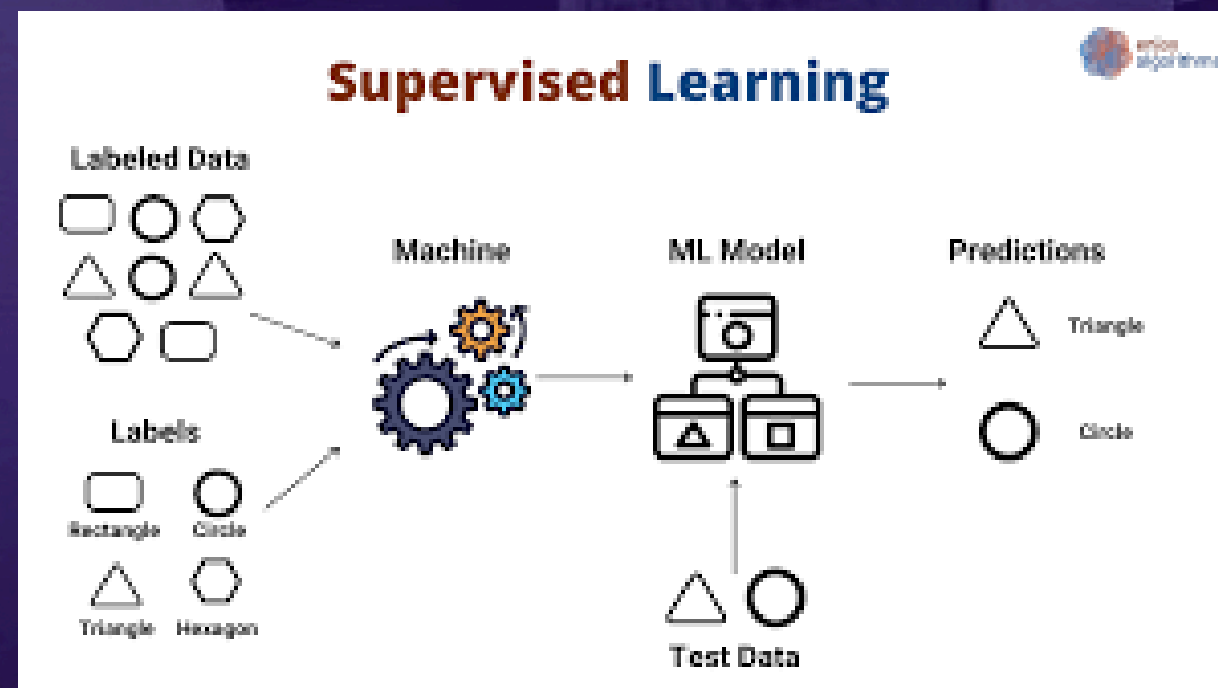 Supervised Learning
Labeled Data
Machine
ML Model
Predictions
Triangle
Circle
Labels
Rectangle
Circle
Triangle
Hexagon
Test Data